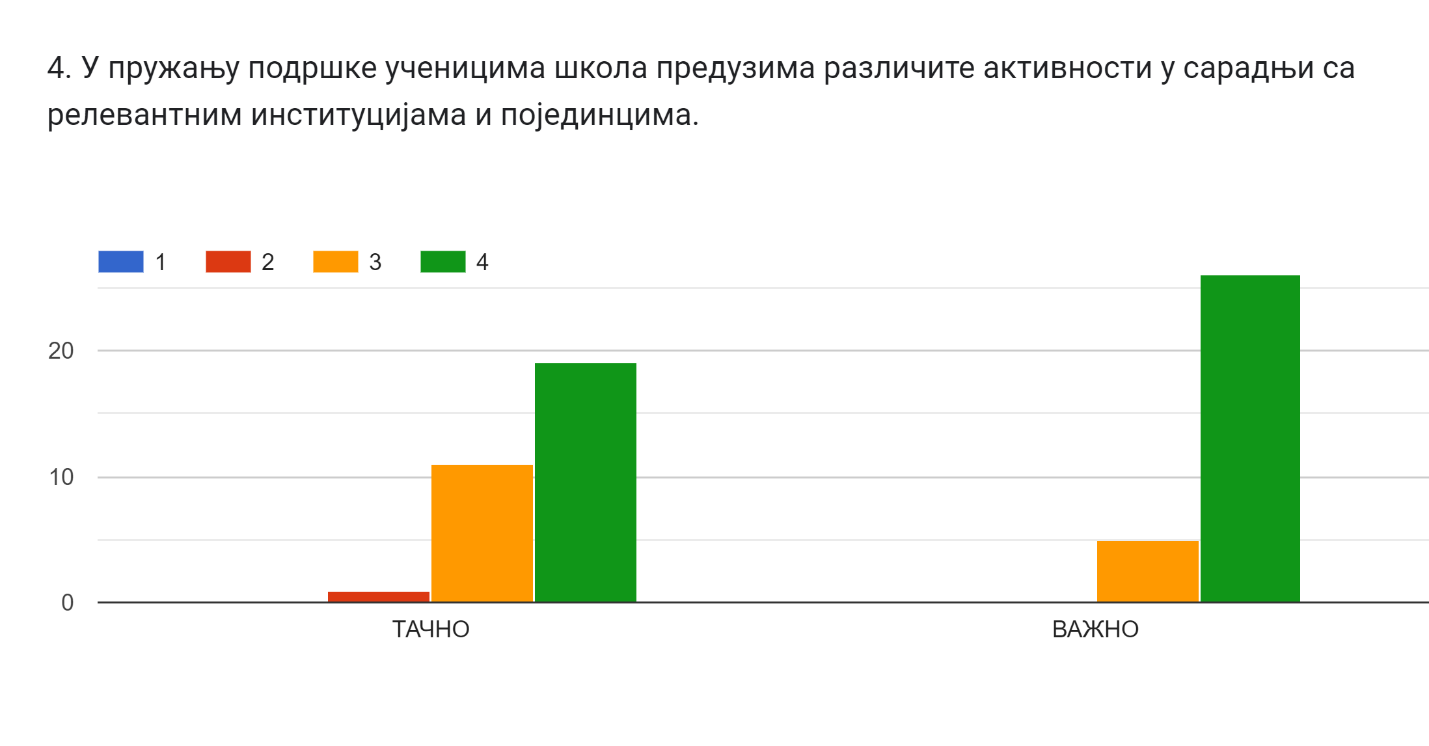 4. У пружању подршке ученицима школа предузима различите активности у сарадњи са
релевантним институцијама и појединцима.
1 2 3 4
20
10
0
ТАЧНО ВАЖНО